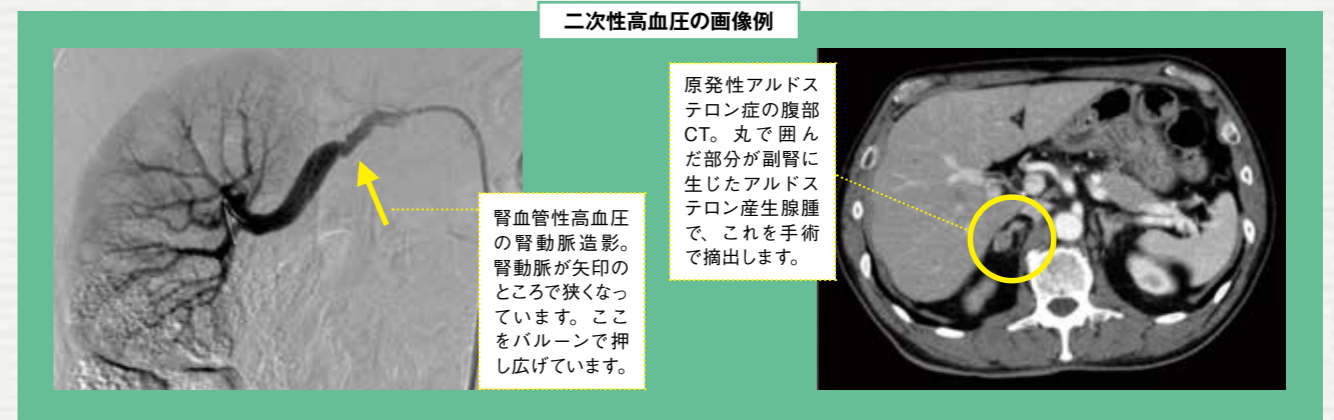 二次性高血圧の画像例
腎血管性高血圧
の腎動脈造影。
腎動脈が矢印の
ところで狭くなっ
ています。ここ
をバルーンで押
し広げています。
原発性アルドス
テロン症の腹部
CT。丸で囲ん
だ部分が副腎に
生じたアルドス
テロン産生腺腫
で、これを手術
で摘出します。